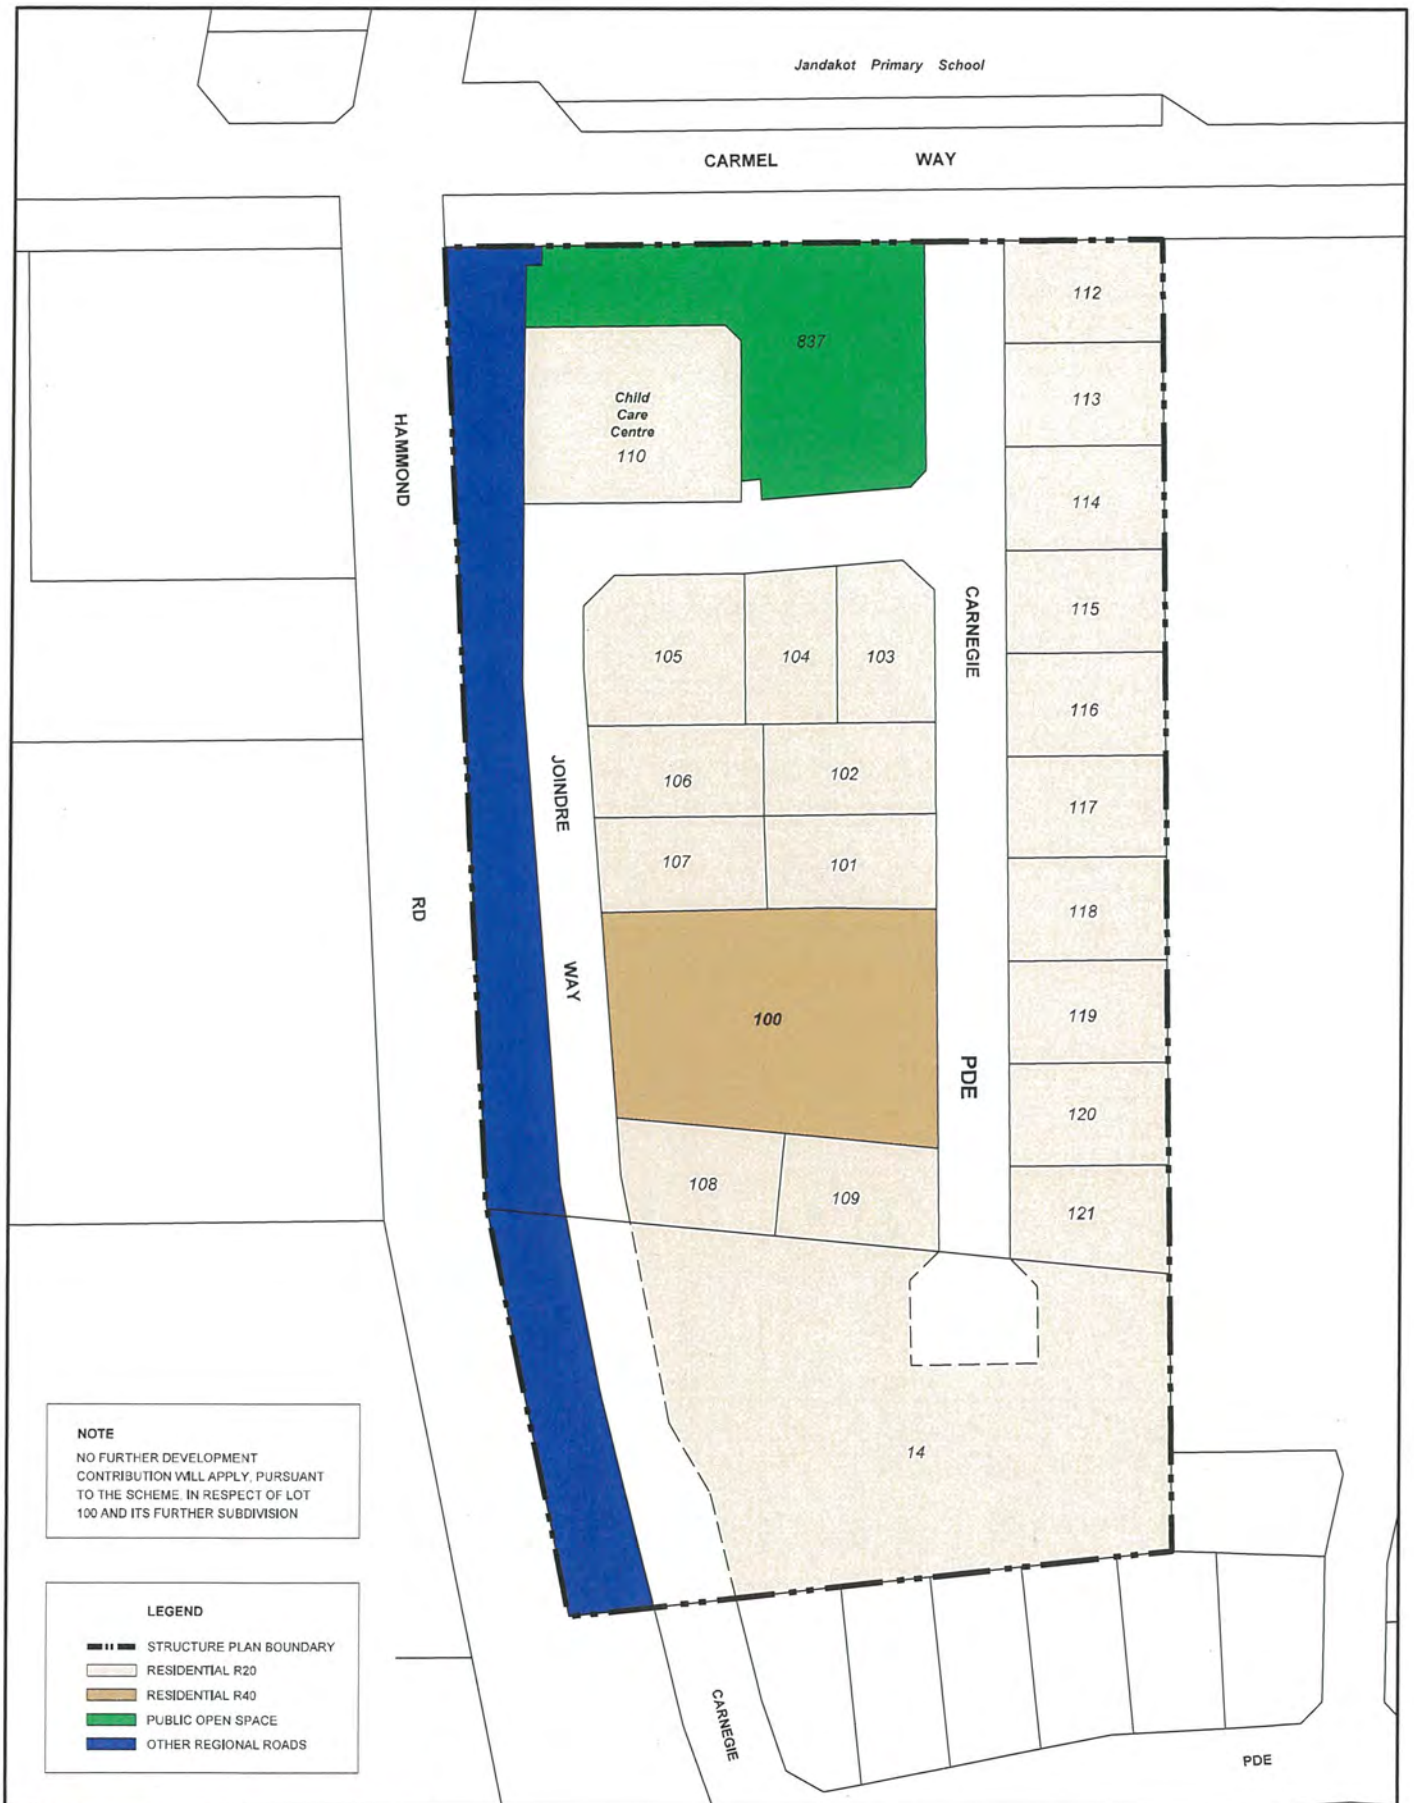 Jandakot Primary School
CARMEL WAY
112
837
113
HAMMOND
Child
Care
Centre
110
114
CARNEGIE
115
105
104
103
116
JOINDRE
106
102
117
107
101
RD
118
WAY
100
119
PDE
120
108
109
121
14
NOTE
NO FURTHER DEVELOPMENT
CONTRIBUTION WILL APPLY, PURSUANT
TO THE SCHEME, IN RESPECT OF LOT
100 AND ITS FURTHER SUBDIVISION
LEGEND
STRUCTURE PLAN BOUNDARY
RESIDENTIAL R20
RESIDENTIAL R40
PUBLIC OPEN SPACE
OTHER REGIONAL ROADS
CARNEGIE
PDE